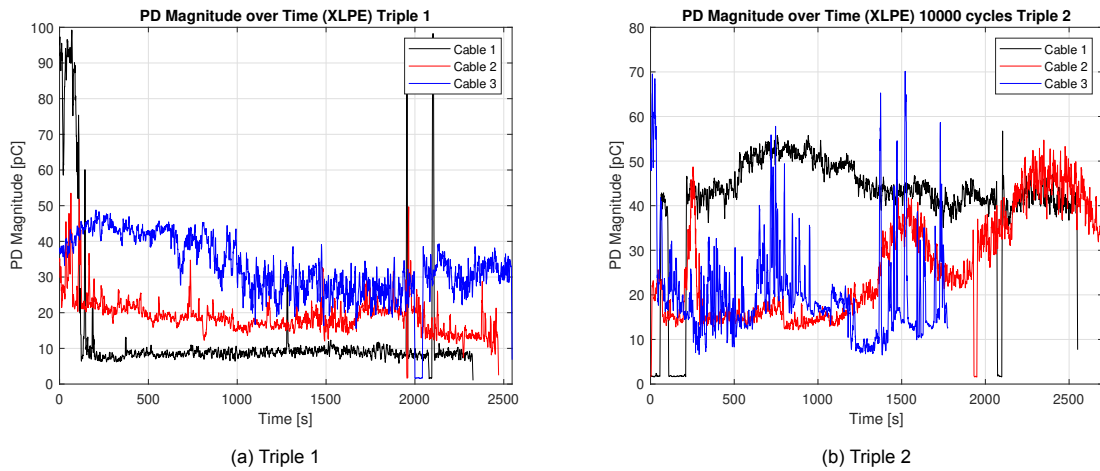 PD Magnitude over Time (XLPE) Triple 1
100
90
80
70
60
50
40
30
20
10
0
PD Magnitude [pC]
Cable 1
Cable 2
Cable 3
0
500
1000
1500
2000
2500
Time [s]
(a) Triple 1
PD Magnitude over Time (XLPE) 10000 cycles Triple 2
80
70
60
50
40
30
20
10
0
PD Magnitude [pC]
Cable 1
Cable 2
Cable 3
0
500
1000
1500
2000
2500
Time [s]
(b) Triple 2